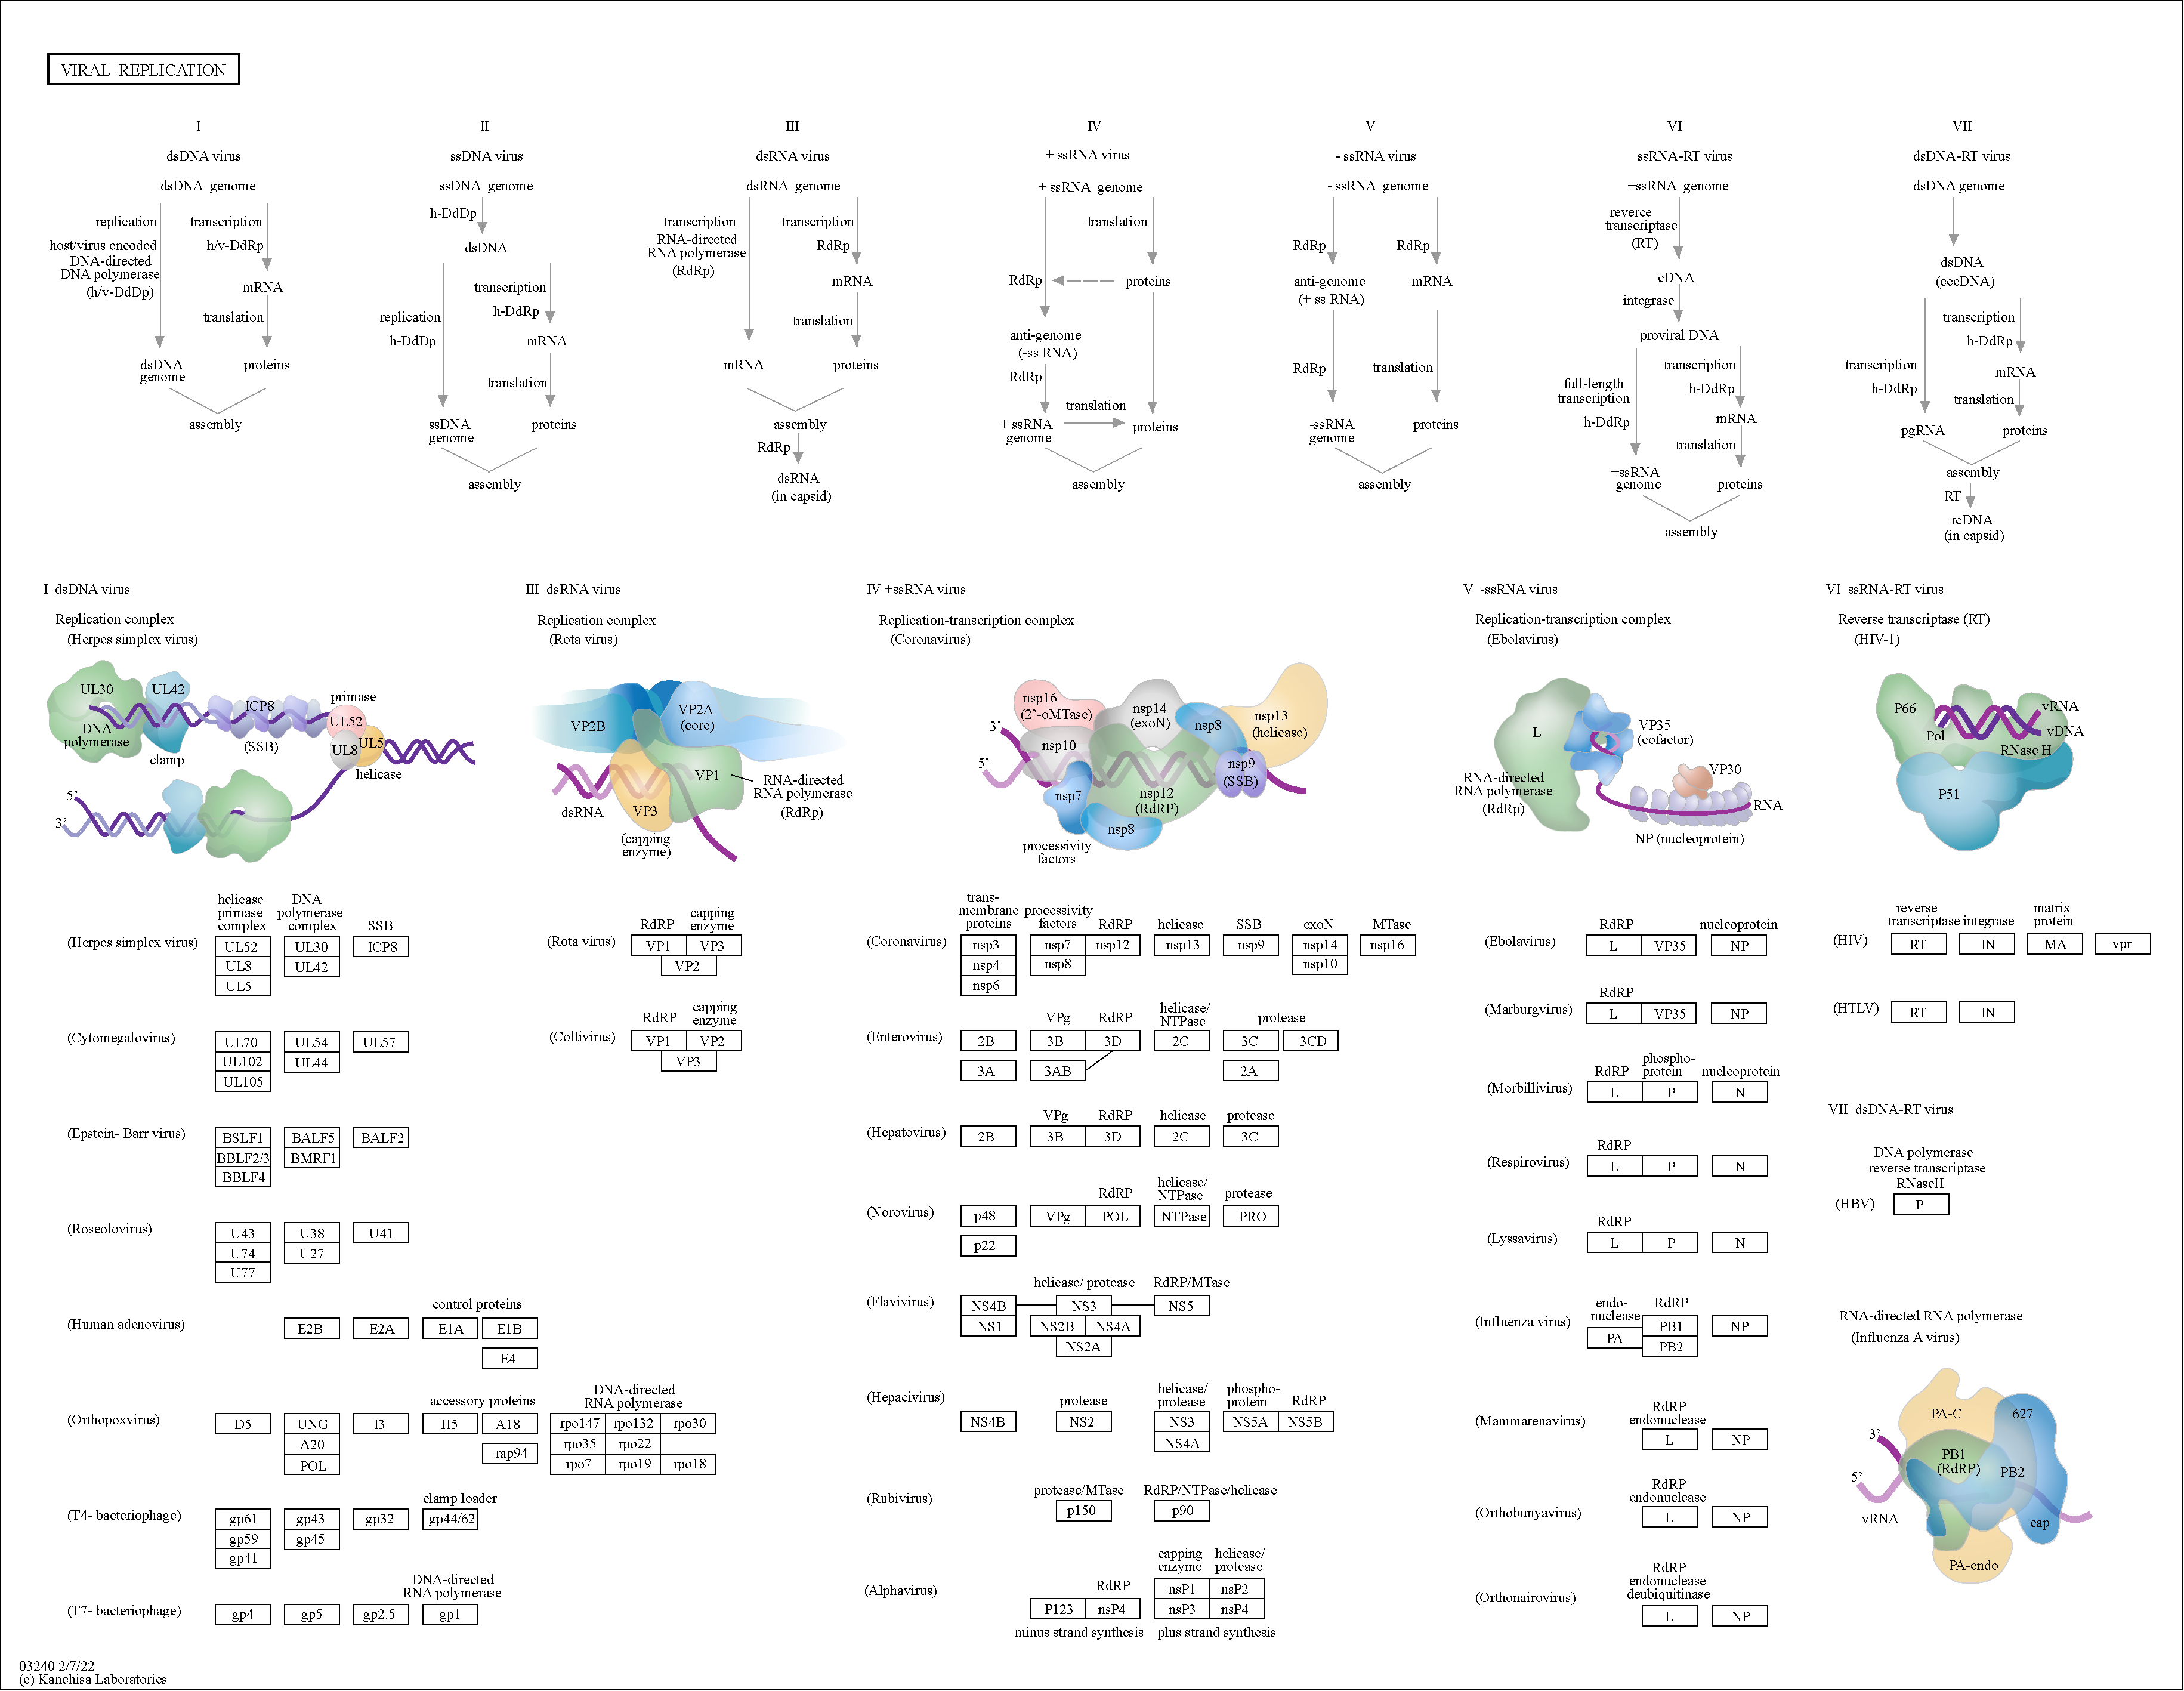 VIRAL REPLICATION
I
dsDNA virus
dsDNA genome
replication
transcription
host/virus encoded
DNA-directed
DNA polymerase
(h/v-DdDp)
h/v-DdRp
mRNA
translation
dsDNA
genome
proteins
assembly
II
ssDNA virus
ssDNA genome
h-DdDp
dsDNA
transcription
h-DdRp
replication
h-DdDp
mRNA
translation
ssDNA
genome
proteins
assembly
III
dsRNA virus
dsRNA genome
transcription
RNA-directed
RNA polymerase
(RdRp)
transcription
RdRp
mRNA
translation
mRNA
proteins
assembly
RdRp
dsRNA
(in capsid)
IV
+ ssRNA virus
+ ssRNA genome
translation
RdRp
proteins
anti-genome
(-ss RNA)
RdRp
translation
+ ssRNA
genome
proteins
assembly
V
- ssRNA virus
- ssRNA genome
RdRp
RdRp
anti-genome
(+ ss RNA)
mRNA
RdRp
translation
-ssRNA
genome
proteins
assembly
VI
ssRNA-RT virus
+ssRNA genome
reverce
transcriptase
(RT)
cDNA
integrase
proviral DNA
full-length
transcription
h-DdRp
transcription
h-DdRp
mRNA
translation
+ssRNA
genome
proteins
assembly
VII
dsDNA-RT virus
dsDNA genome
dsDNA
(cccDNA)
transcription
h-DdRp
transcription
h-DdRp
mRNA
translation
pgRNA
proteins
assembly
RT
rcDNA
(in capsid)
I dsDNA virus
Replication complex
(Herpes simplex virus)
UL30
UL42
DNA
polymerase
clamp
ICP8
(SSB)
primase
UL52
UL8
UL5
helicase
5'
3'
III dsRNA virus
Replication complex
(Rota virus)
VP2B
VP2A
(core)
VP1
VP3
dsRNA
(capping
enzyme)
RNA-directed
RNA polymerase
(RdRp)
IV +ssRNA virus
Replication-transcription complex
(Coronavirus)
nsp16
(2'-oMTase)
nsp14
(exoN)
nsp8
nsp13
(helicase)
3'
nsp10
5'
nsp9
(SSB)
nsp7
nsp12
(RdRP)
nsp8
processivity
factors
V -ssRNA virus
Replication-transcription complex
(Ebolavirus)
L
VP35
(cofactor)
VP30
RNA-directed
RNA polymerase
(RdRp)
RNA
NP (nucleoprotein)
VI ssRNA-RT virus
Reverse transcriptase (RT)
(HIV-1)
P66
Pol
vRNA
vDNA
RNase H
P51
helicase
primase
complex
DNA
polymerase
complex
SSB
(Herpes simplex virus)
UL52 UL30 ICP8
UL8 UL42
UL5
(Cytomegalovirus)
UL70 UL54 UL57
UL102 UL44
UL105
(Epstein- Barr virus)
BSLF1 BALF5 BALF2
BBLF2/3 BMRF1
BBLF4
(Roseolovirus)
U43 U38 U41
U74 U27
U77
control proteins
(Human adenovirus)
E2B E2A E1A E1B
E4
accessory proteins
DNA-directed
RNA polymerase
(Orthopoxvirus)
D5 UNG I3 H5 A18 rpo147 rpo132 rpo30
A20 rap94 rpo35 rpo22
POL rpo7 rpo19 rpo18
clamp loader
(T4- bacteriophage)
gp61 gp43 gp32 gp44/62
gp59 gp45
gp41
DNA-directed
RNA polymerase
(T7- bacteriophage)
gp4 gp5 gp2.5 gp1
RdRP
capping
enzyme
(Rota virus)
VP1 VP3
VP2
RdRP
capping
enzyme
(Coltivirus)
VP1 VP2
VP3
trans-
membrane
proteins
processivity
factors
RdRP helicase SSB exoN MTase
(Coronavirus)
nsp3 nsp7 nsp12 nsp13 nsp9 nsp14 nsp16
nsp4 nsp8 nsp10
nsp6
VPg RdRP
helicase/
NTPase
protease
(Enterovirus)
2B 3B 3D 2C 3C 3CD
3A 3AB 2A
VPg RdRP helicase protease
(Hepatovirus)
2B 3B 3D 2C 3C
RdRP
helicase/
NTPase
protease
(Norovirus)
p48 VPg POL NTPase PRO
p22
helicase/ protease RdRP/MTase
(Flavivirus)
NS4B NS3 NS5
NS1 NS2B NS4A
NS2A
protease
helicase/
protease
phospho-
protein
RdRP
(Hepacivirus)
NS4B NS2 NS3 NS5A NS5B
NS4A
protease/MTase RdRP/NTPase/helicase
(Rubivirus)
p150 p90
RdRP
capping
enzyme
helicase/
protease
(Alphavirus)
nsP1 nsP2
P123 nsP4 nsP3 nsP4
minus strand synthesis plus strand synthesis
RdRP nucleoprotein
(Ebolavirus)
L VP35 NP
RdRP
(Marburgvirus)
L VP35 NP
RdRP
phospho-
protein
nucleoprotein
(Morbillivirus)
L P N
RdRP
(Respirovirus)
L P N
RdRP
(Lyssavirus)
L P N
endo-
nuclease
RdRP
(Influenza virus)
PA PB1 NP
PB2
RdRP
endonuclease
(Mammarenavirus)
L NP
RdRP
endonuclease
(Orthobunyavirus)
L NP
RdRP
endonuclease
deubiquitinase
(Orthonairovirus)
L NP
reverse
transcriptase
integrase
matrix
protein
(HIV)
RT IN MA vpr
(HTLV)
RT IN
VII dsDNA-RT virus
DNA polymerase
reverse transcriptase
RNaseH
(HBV)
P
RNA-directed RNA polymerase
(Influenza A virus)
PA-C
627
3'
PB1
(RdRP)
PB2
5'
vRNA
cap
PA-endo
03240 2/7/22
(c) Kanehisa Laboratories